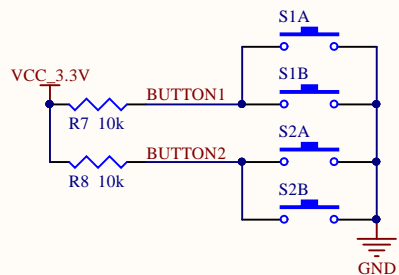 S1A
VCC_3.3V
S1B
BUTTON1
R7 10k
S2A
BUTTON2
R8 10k
S2B
GND